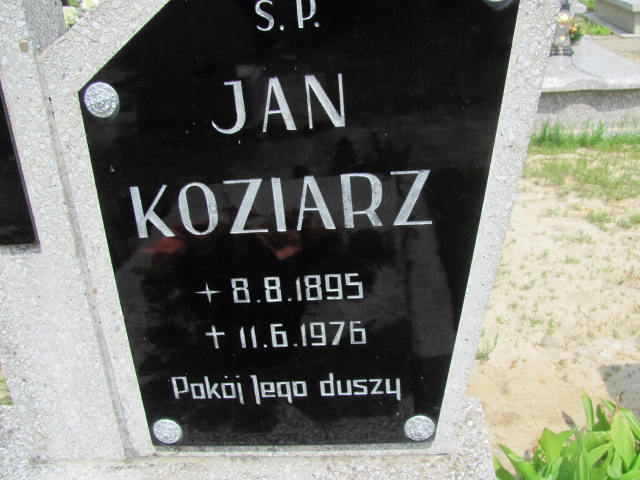 Ś. P.
JAN
KOZIARZ
+ 8.8.1895
† 11.6.1976
Pokój Jego duszy